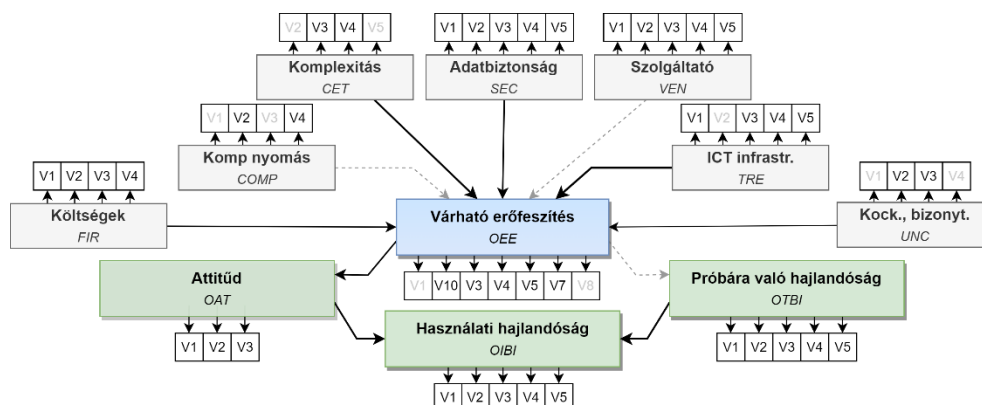 V2 V3 V4 V5
V1 V2 V3 V4 V5
V1 V2 V3 V4 V5
Komplexitás
CET
Adatbiztonság
SEC
Szolgáltató
VEN
V1 V2 V3 V4
V1 V2 V3 V4 V5
Komp nyomás
COMP
ICT infrastr.
TRE
V1 V2 V3 V4
V1 V2 V3 V4
Költségek
FIR
Várható erőfeszítés
OEE
Kock., bizonyt.
UNC
V1 V10 V3 V4 V5 V7 V8
Attitűd
OAT
Próbára való hajlandóság
OTBI
Használati hajlandóság
OIBI
V1 V2 V3
V1 V2 V3 V4 V5
V1 V2 V3 V4 V5